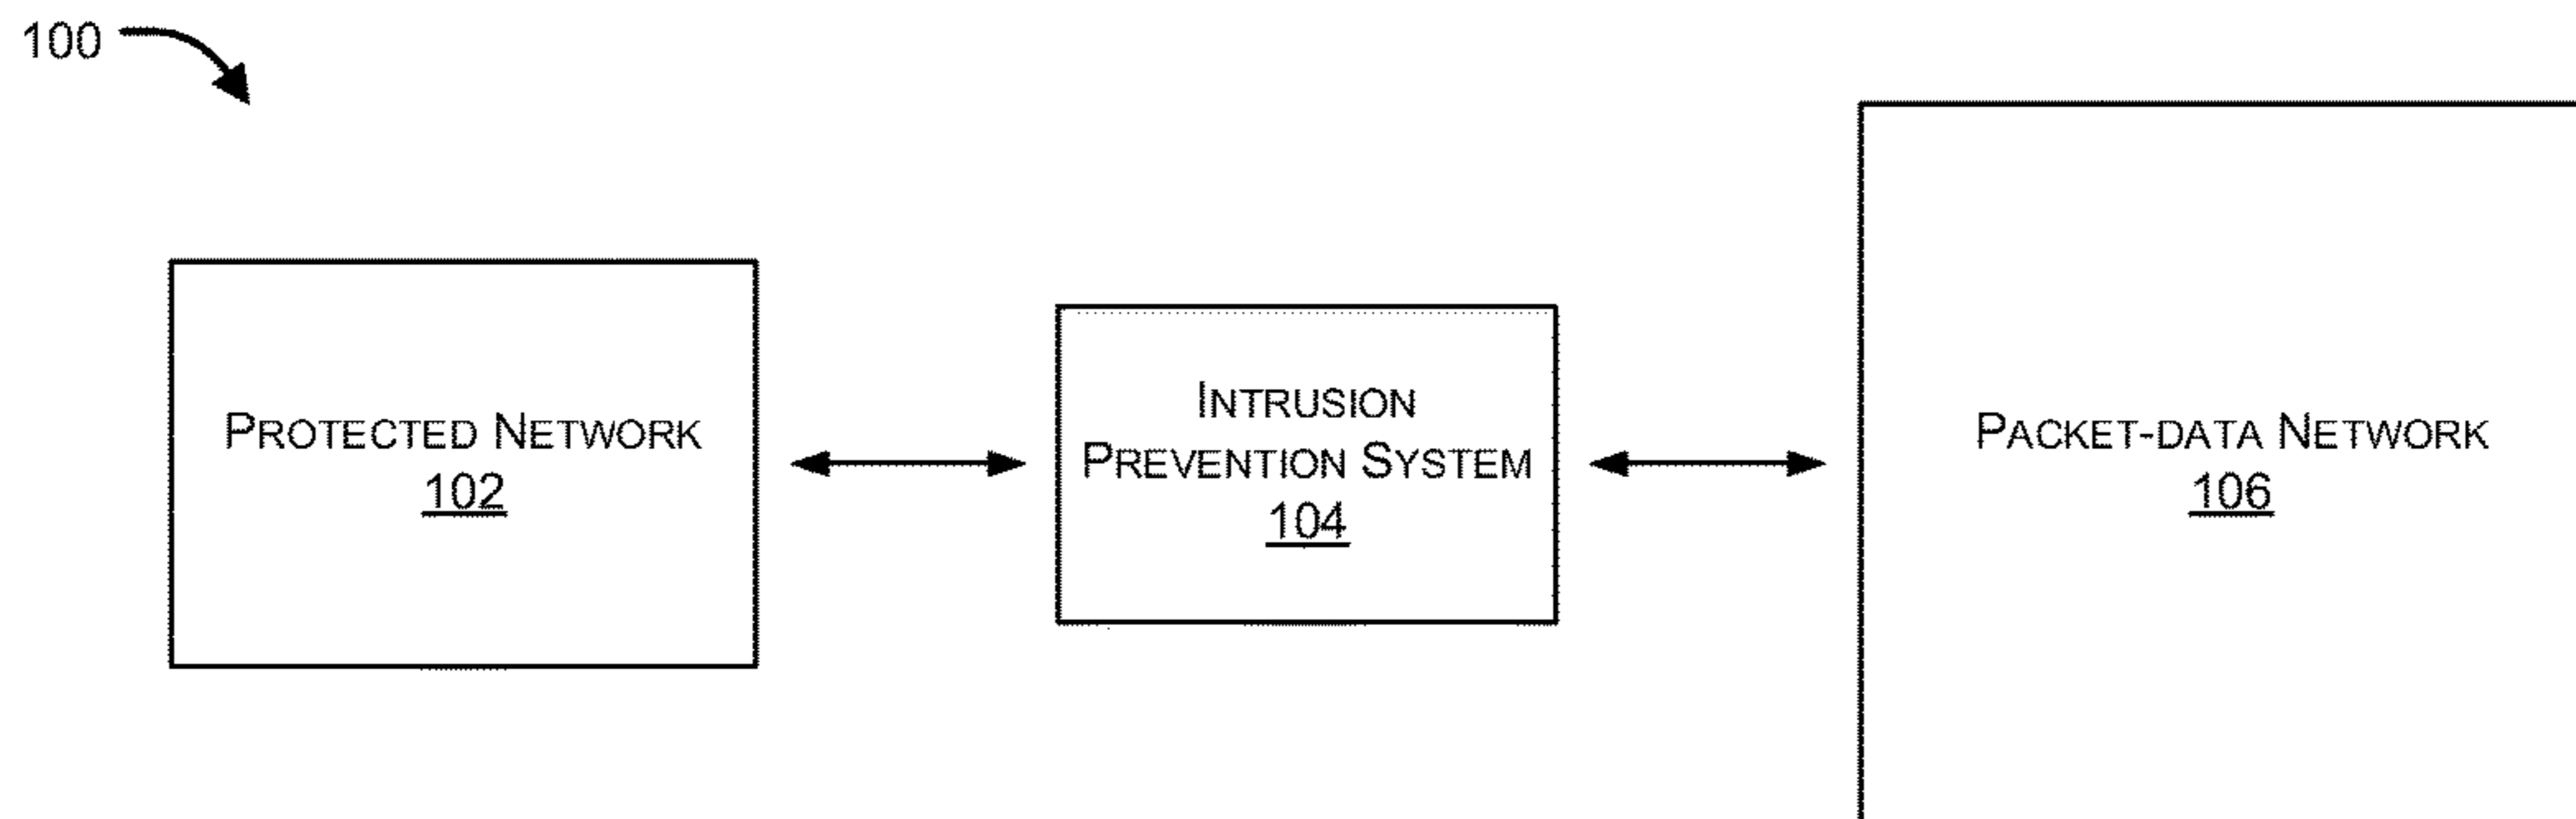 100
PROTECTED NETWORK
102
INTRUSION
PREVENTION SYSTEM
104
PACKET-DATA NETWORK
106